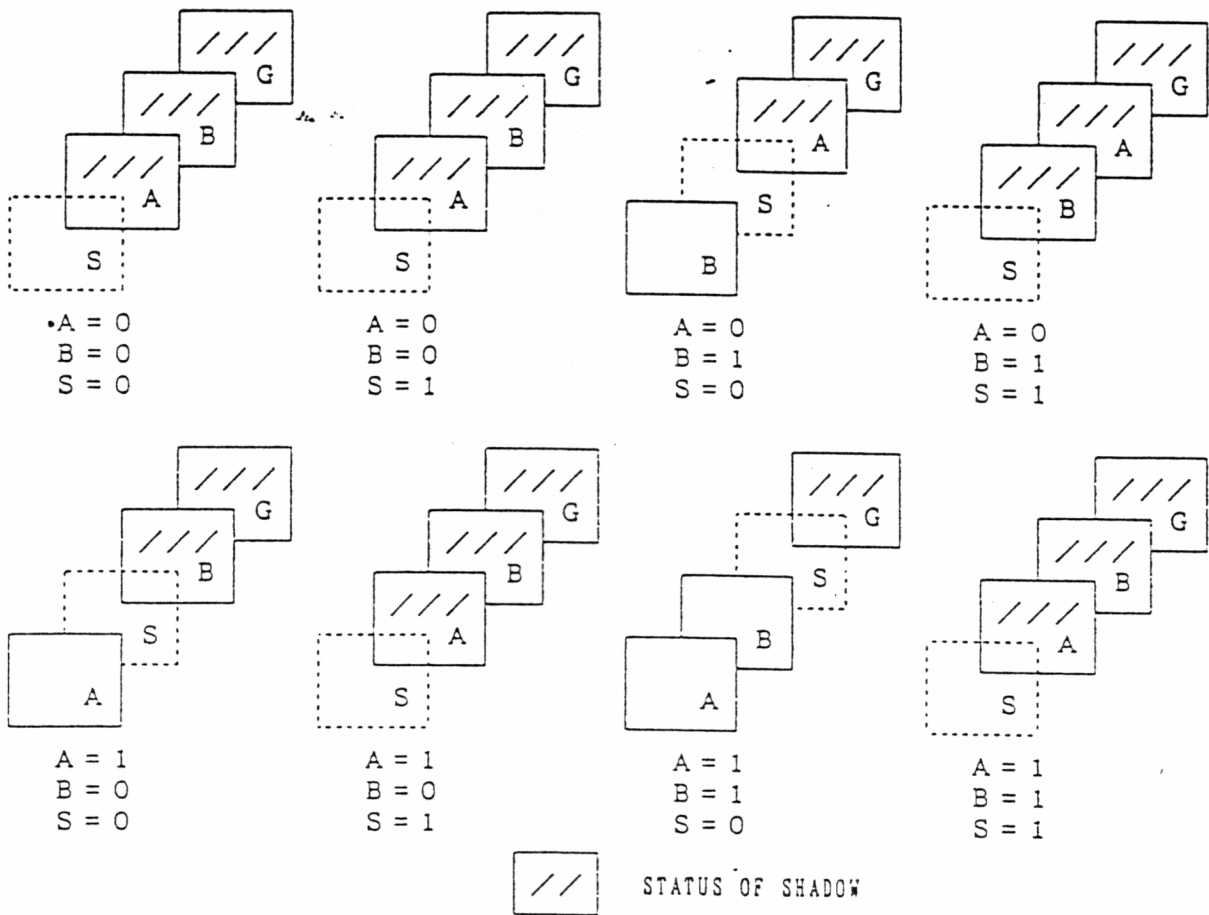 G
B
A
S
A = 0
B = 0
S = 0
G
B
A
S
A = 0
B = 0
S = 1
G
A
S
B
A = 0
B = 1
S = 0
G
A
B
S
A = 0
B = 1
S = 1
G
B
S
A
A = 1
B = 0
S = 0
G
B
A
S
A = 1
B = 0
S = 1
G
S
B
A
A = 1
B = 1
S = 0
G
B
A
S
A = 1
B = 1
S = 1
STATUS OF SHADOW